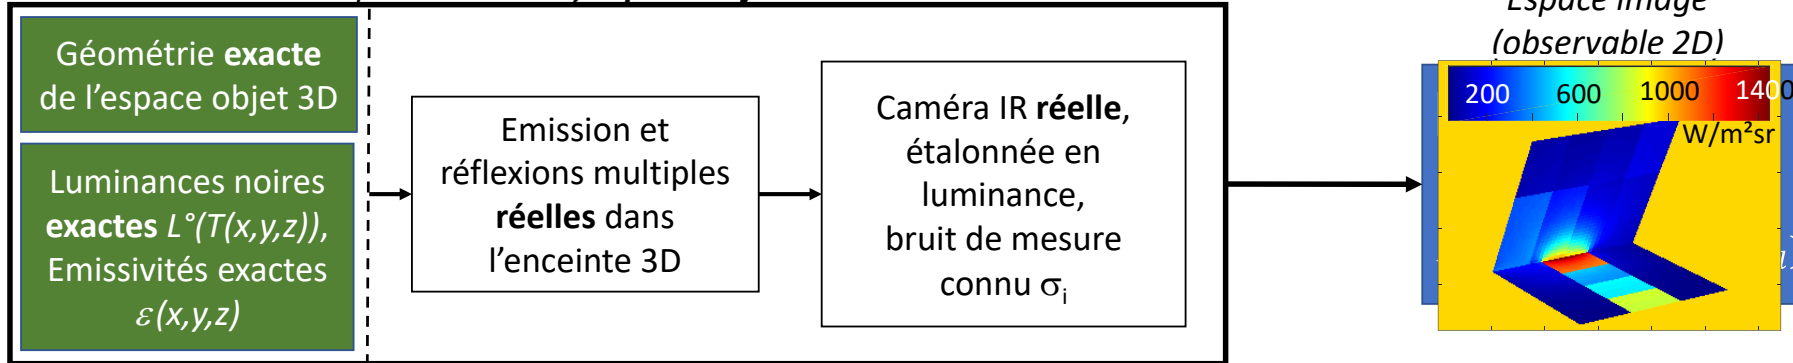 Géométrie exacte
de l'espace objet 3D
Luminances noires
exactes L°(T(x,y,z)),
Emissivités exactes
ε(x,y,z)
Emission et
réflexions multiples
réelles dans
l'enceinte 3D
Caméra IR réelle,
étalonnée en
luminance,
bruit de mesure
connu σi
Espace image
(observable 2D)
200 600 1000 1400
W/m²sr